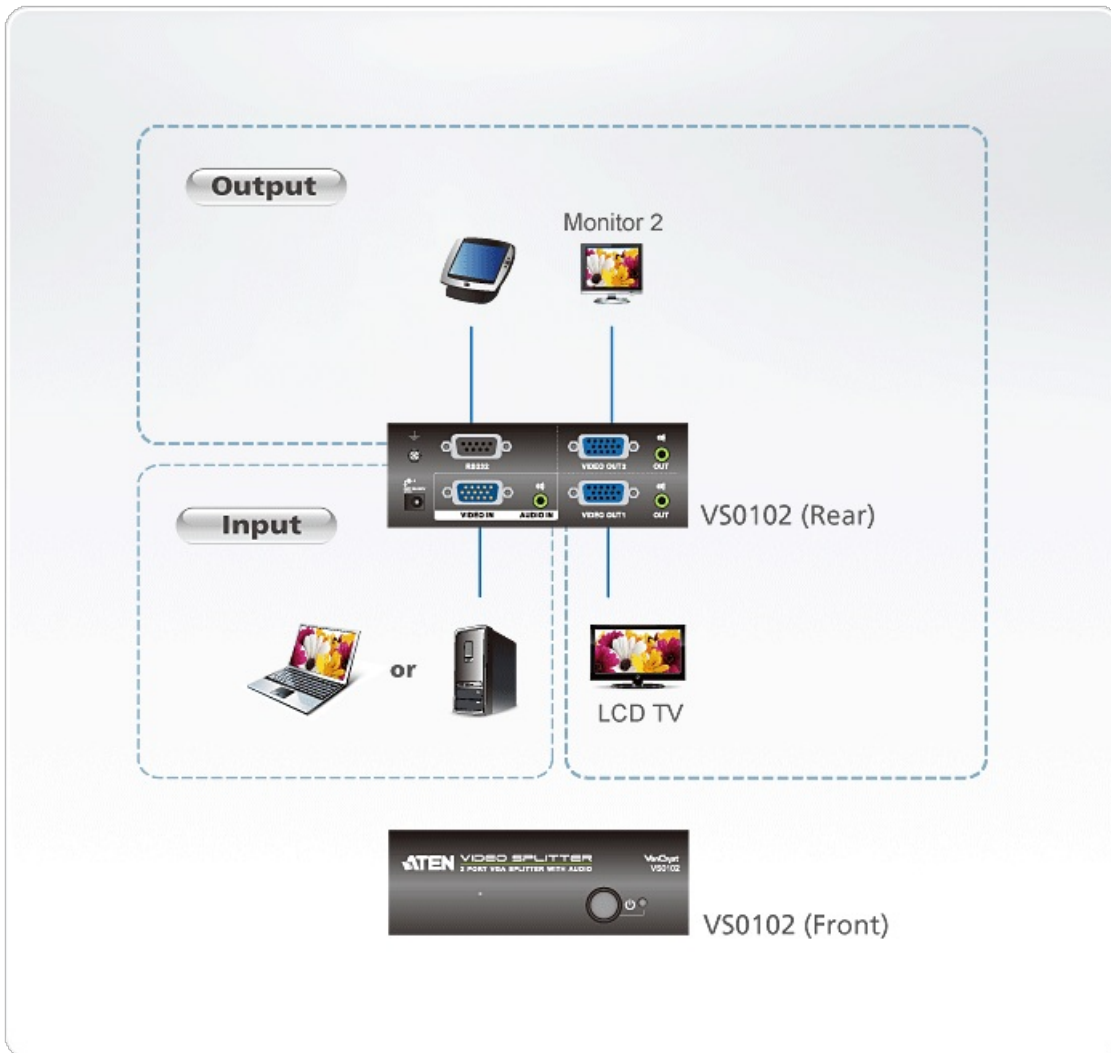 Output
Monitor 2
RS232
VIDEO OUT2
OUT
VIDEO IN
AUDIO IN
VIDEO OUT1
OUT
VS0102 (Rear)
Input
or
LCD TV
ATEN VIDEO SPLITTER
2 PORT VGA SPLITTER WITH AUDIO
VanCryst
VS0102
VS0102 (Front)